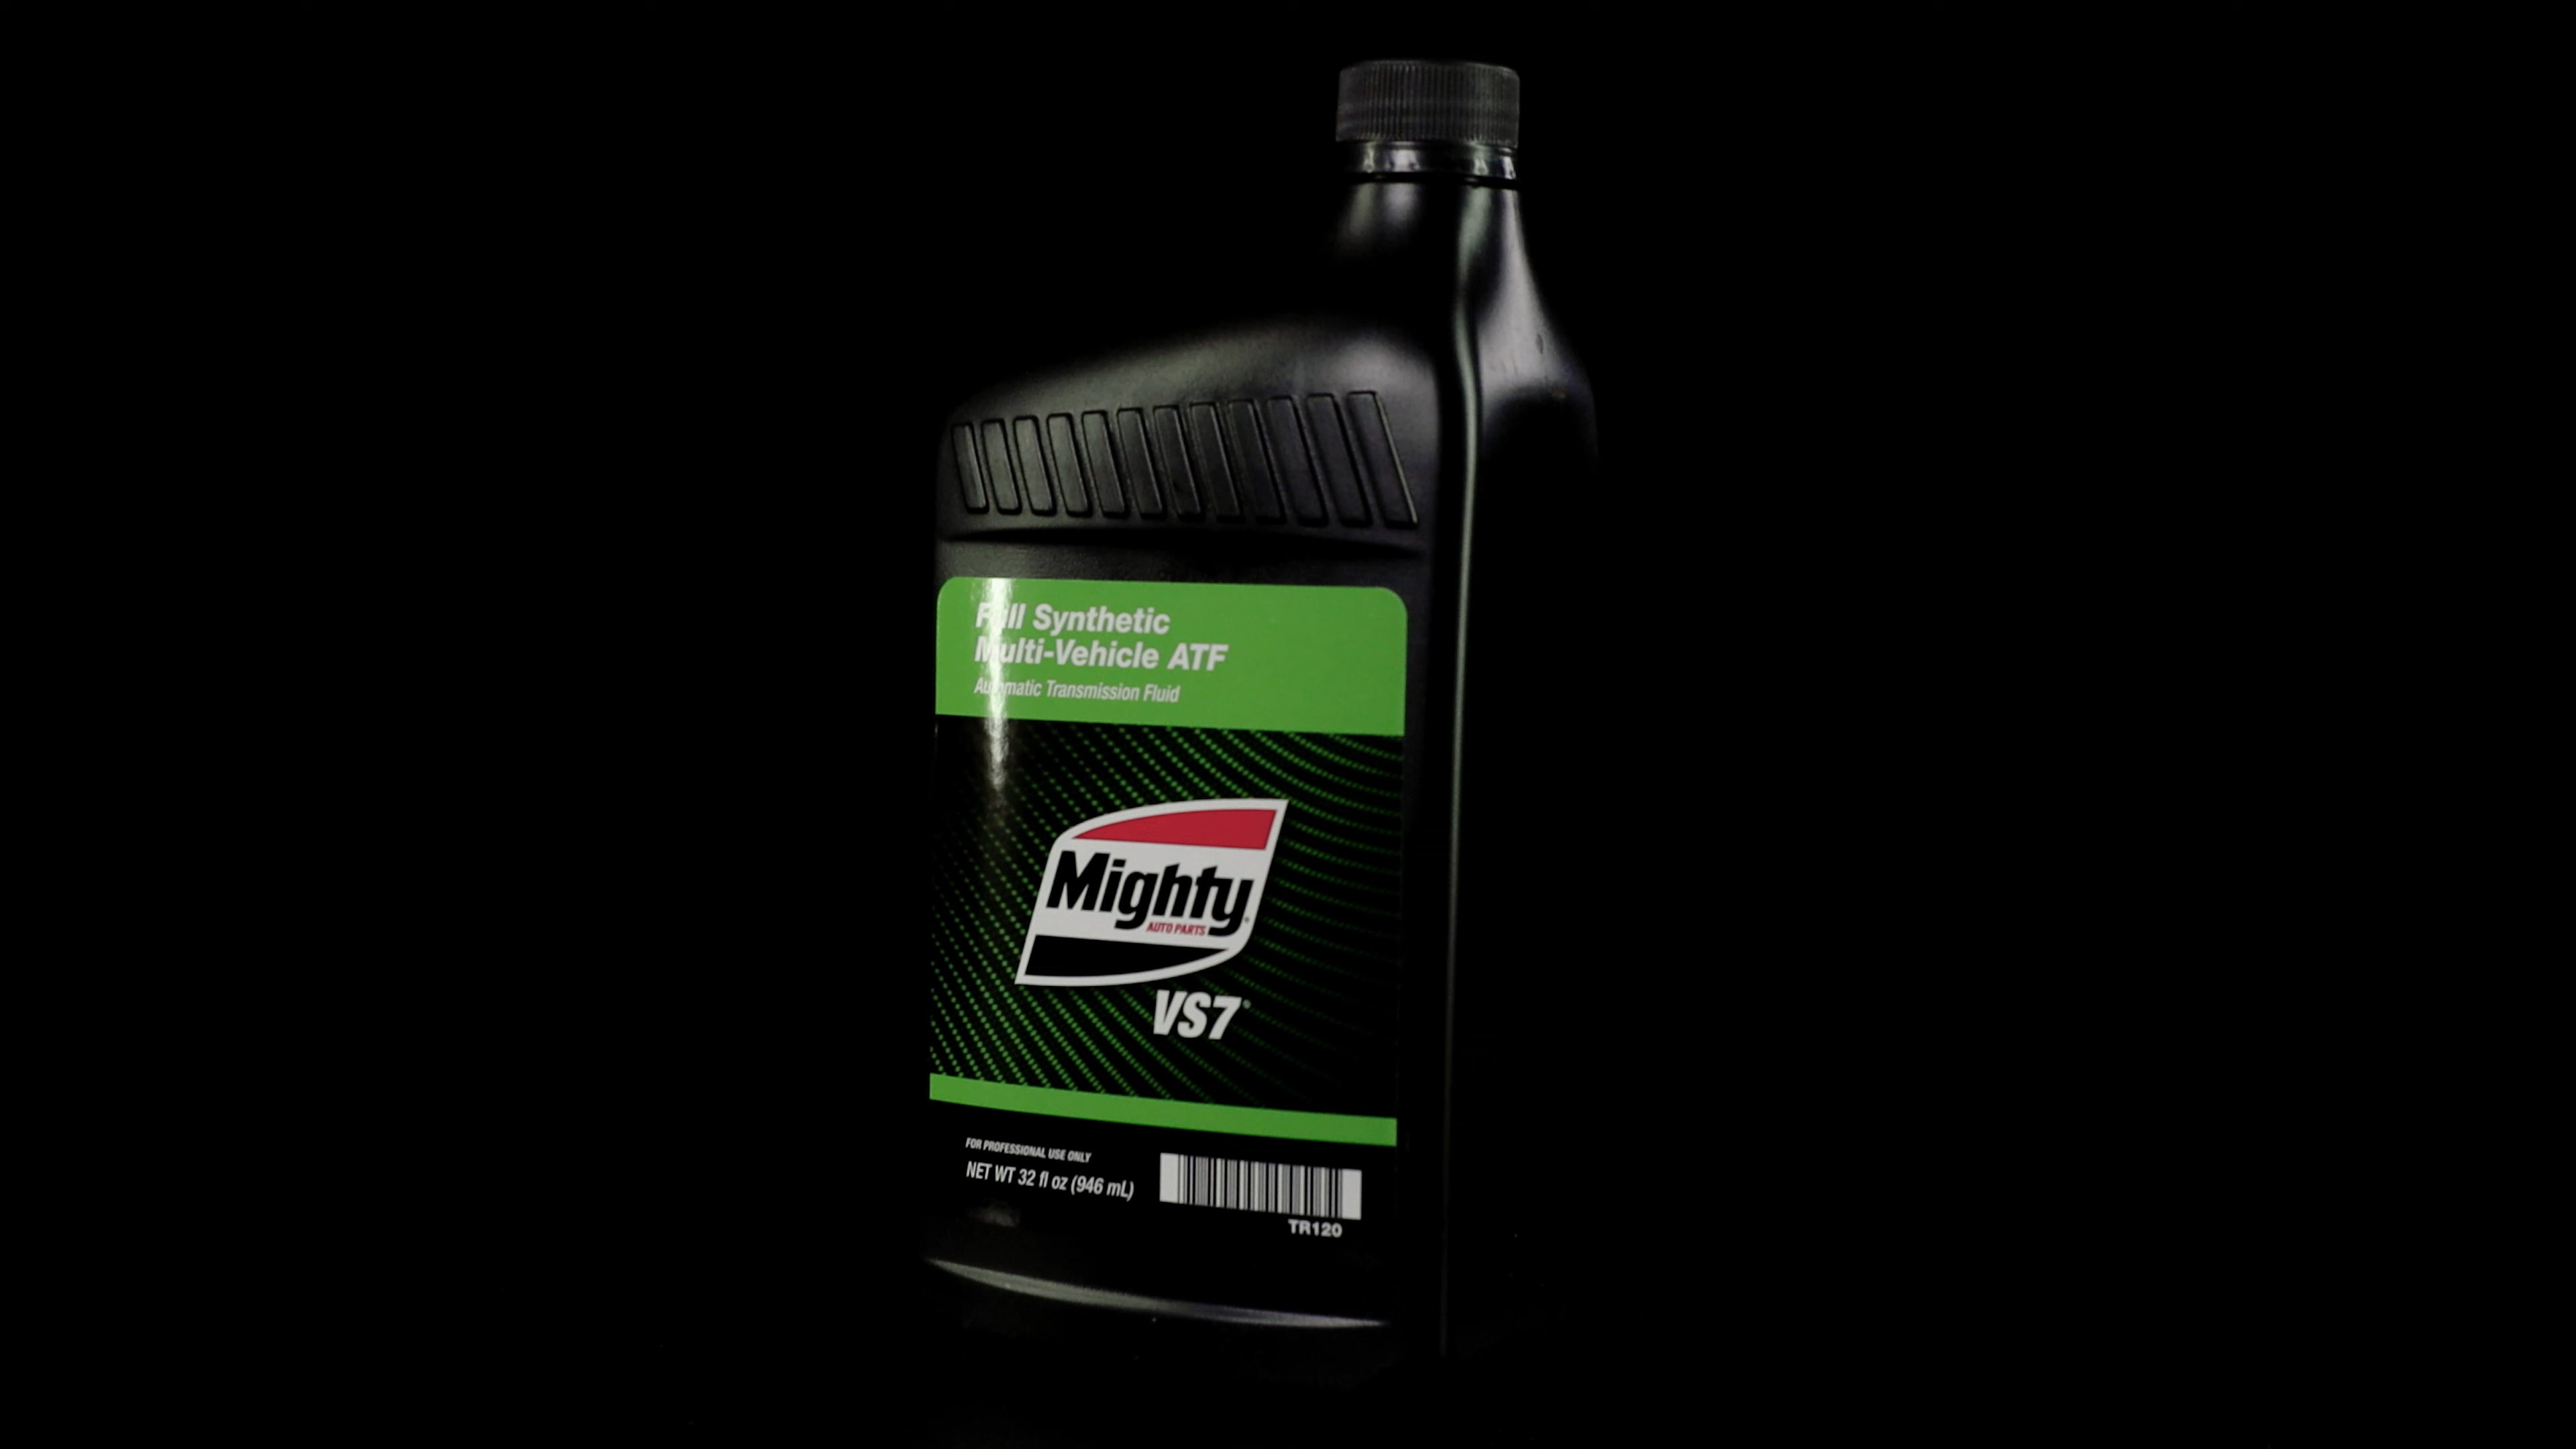 Full Synthetic
Multi-Vehicle ATF
Automatic Transmission Fluid
Mighty
AUTO PARTS
VS7
FOR PROFESSIONAL USE ONLY
NET WT 32 fl oz (946 mL)
TR120